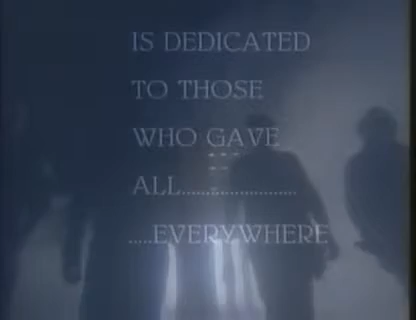 IS DEDICATED
TO THOSE
WHO GAVE
ALL........................
.....EVERYWHERE